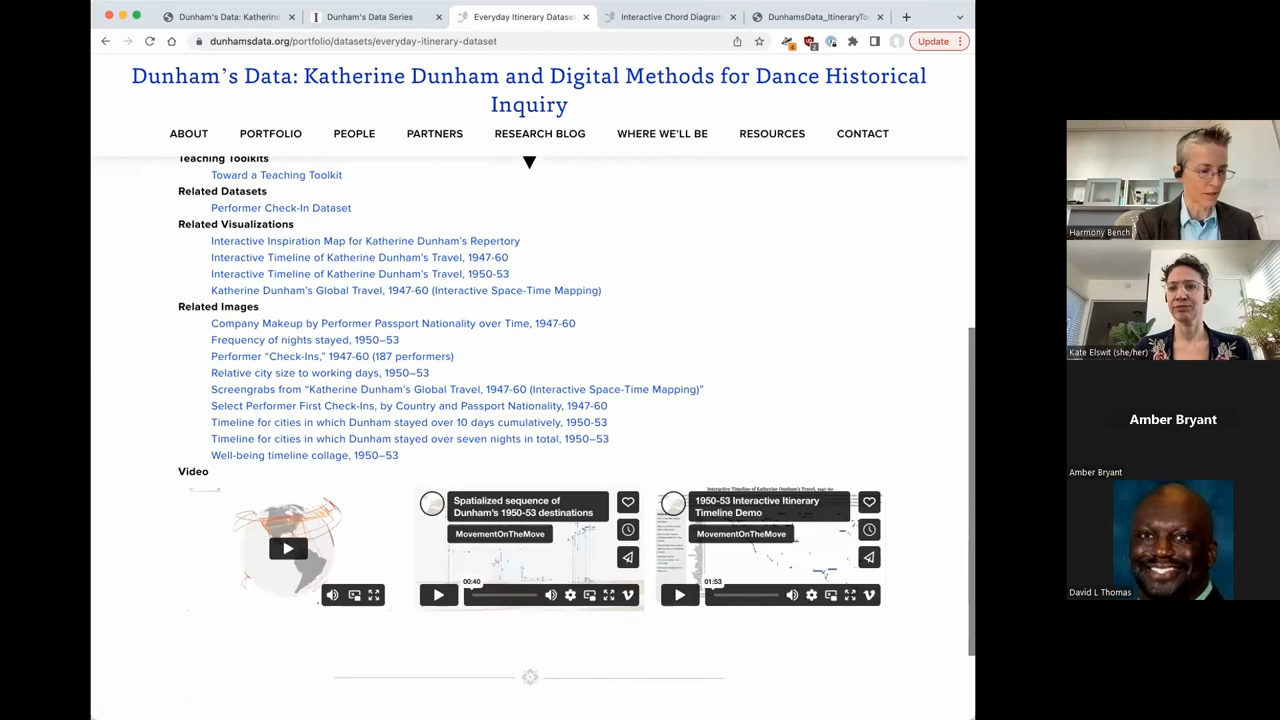 Dunham's Data: Katherine
Dunham's Data Series
Everyday Itinerary Dataset
Interactive Chord Diagram
DunhamsData_ItineraryTo
dunhamsdata.org/portfolio/datasets/everyday-itinerary-dataset
4
2
Update
Dunham's Data: Katherine Dunham and Digital Methods for Dance Historical
Inquiry
ABOUT PORTFOLIO PEOPLE PARTNERS RESEARCH BLOG WHERE WE'LL BE RESOURCES CONTACT
Teaching Toolkits
Toward a Teaching Toolkit
Related Datasets
Performer Check-In Dataset
Related Visualizations
Interactive Inspiration Map for Katherine Dunham's Repertory
Interactive Timeline of Katherine Dunham's Travel, 1947-60
Interactive Timeline of Katherine Dunham's Travel, 1950-53
Katherine Dunham's Global Travel, 1947-60 (Interactive Space-Time Mapping)
Related Images
Company Makeup by Performer Passport Nationality over Time, 1947-60
Frequency of nights stayed, 1950–53
Performer “Check-Ins,” 1947-60 (187 performers)
Relative city size to working days, 1950–53
Screengrabs from “Katherine Dunham's Global Travel, 1947-60 (Interactive Space-Time Mapping)”
Select Performer First Check-Ins, by Country and Passport Nationality, 1947-60
Timeline for cities in which Dunham stayed over 10 days cumulatively, 1950-53
Timeline for cities in which Dunham stayed over seven nights in total, 1950–53
Well-being timeline collage, 1950–53
Video
Spatialized sequence of
Dunham's 1950-53 destinations
MovementOnTheMove
00:40
Interactive Timeline of Katherine Dunham's Travel, 1947-60
1950-53 Interactive Itinerary
Timeline Demo
MovementOnTheMove
01:53
Harmony Bench
Kate Elswit (she/her)
Amber Bryant
Amber Bryant
David L Thomas